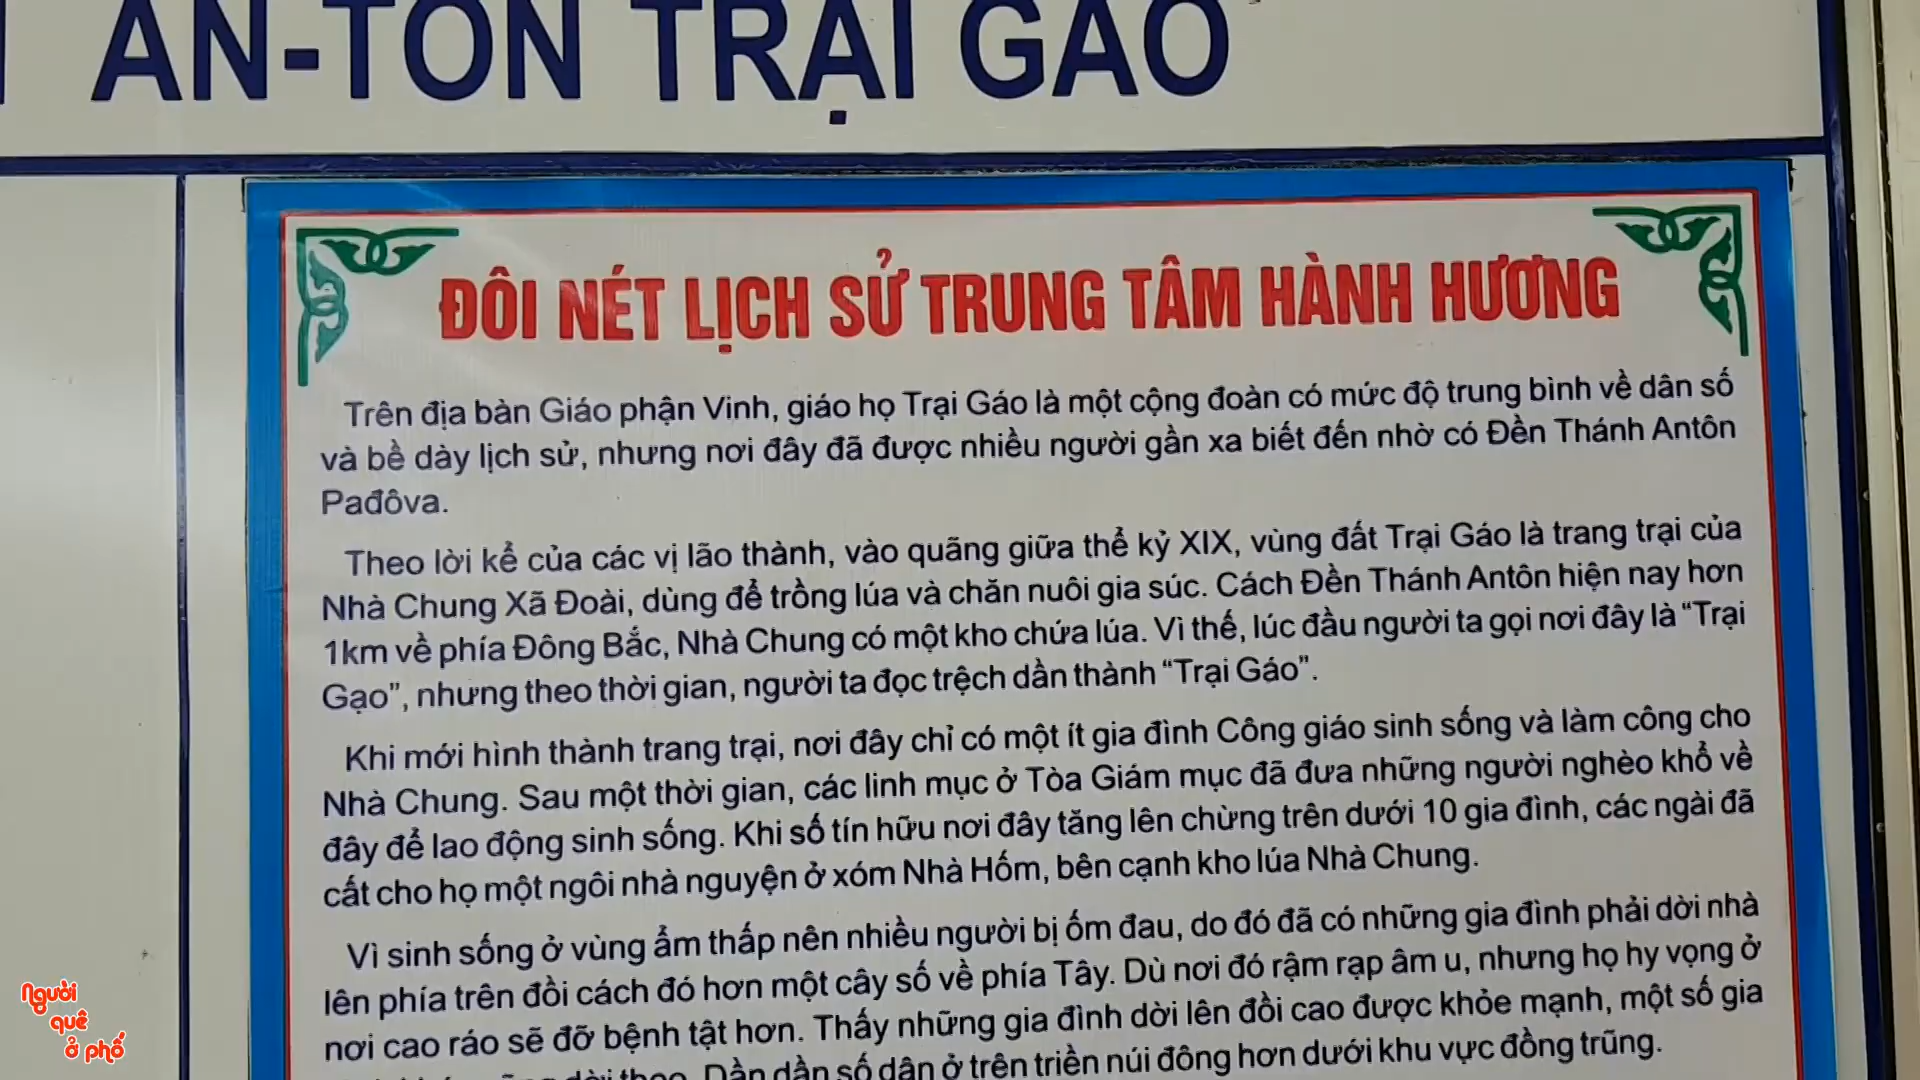 AN-TÔN TRẠI GÁO
ĐÔI NÉT LỊCH SỬ TRUNG TÂM HÀNH HƯƠNG
Trên địa bàn Giáo phận Vinh, giáo họ Trại Gáo là một cộng đoàn có mức độ trung bình về dân số
và bề dày lịch sử, nhưng nơi đây đã được nhiều người gần xa biết đến nhờ có Đền Thánh Antôn
Pađôva.
Theo lời kể của các vị lão thành, vào quãng giữa thể kỷ XIX, vùng đất Trại Gáo là trang trại của
Nhà Chung Xã Đoài, dùng để trồng lúa và chăn nuôi gia súc. Cách Đền Thánh Antôn hiện nay hơn
1km về phía Đông Bắc, Nhà Chung có một kho chứa lúa. Vì thế, lúc đầu người ta gọi nơi đây là “Trại
Gạo”, nhưng theo thời gian, người ta đọc trệch dần thành “Trại Gáo”.
Khi mới hình thành trang trại, nơi đây chỉ có một ít gia đình Công giáo sinh sống và làm công cho
Nhà Chung. Sau một thời gian, các linh mục ở Tòa Giám mục đã đưa những người nghèo khổ về
đây để lao động sinh sống. Khi số tín hữu nơi đây tăng lên chừng trên dưới 10 gia đình, các ngài đã
cất cho họ một ngôi nhà nguyện ở xóm Nhà Hốm, bên cạnh kho lúa Nhà Chung.
Vì sinh sống ở vùng ẩm thấp nên nhiều người bị ốm đau, do đó đã có những gia đình phải dời nhà
lên phía trên đồi cách đó hơn một cây số về phía Tây. Dù nơi đó rậm rạp âm u, nhưng họ hy vọng ở
nơi cao ráo sẽ đỡ bệnh tật hơn. Thấy những gia đình dời lên đồi cao được khỏe mạnh, một số gia
dời theo. Dần dần số dân ở trên triền núi đông hơn dưới khu vực đồng trũng.
Người
quê
ở phố